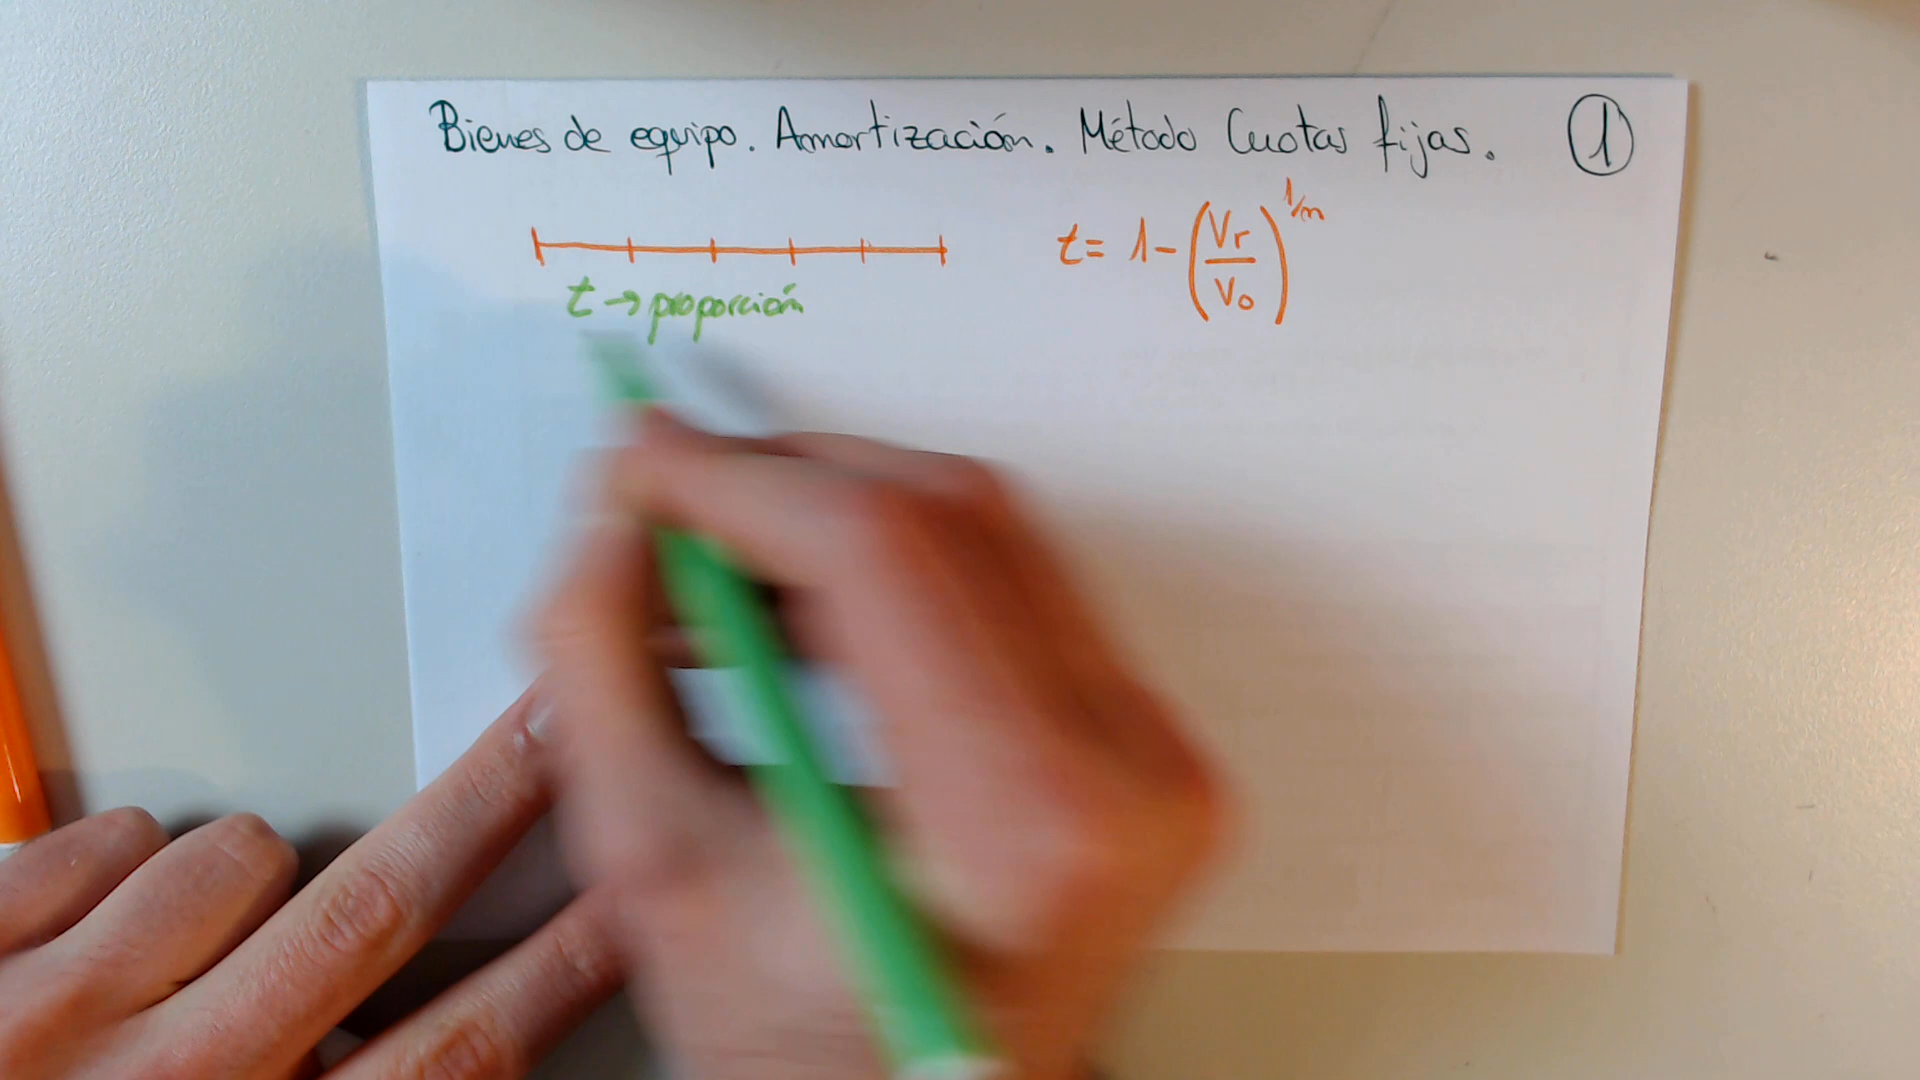 Bienes de equipo. Amortización. Método Cuotas fijas. 1
t = 1 - (Vr / Vo)^1/n
t → proporción